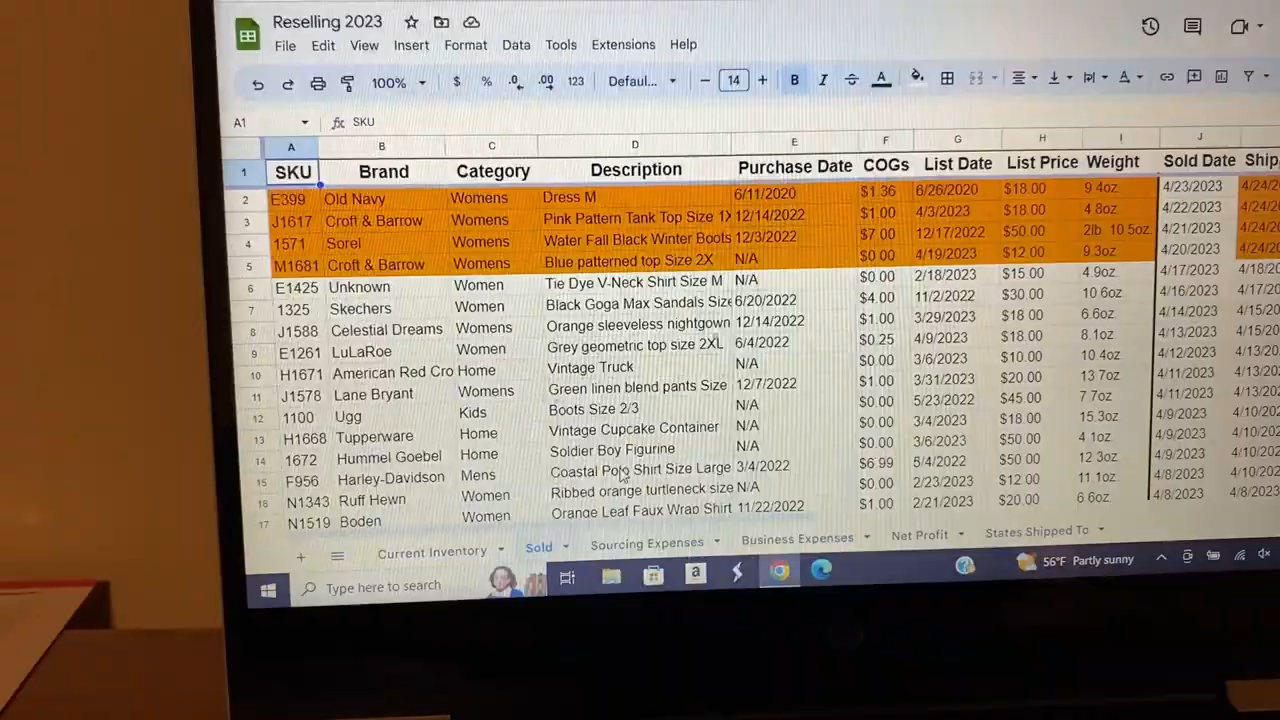 Reselling 2023
File Edit View Insert Format Data Tools Extensions Help
100% $ % .0 .00 123 Defaul... − 14 + B I S A
A1 fx SKU
A B C D E F G H I J
1 SKU Brand Category Description Purchase Date COGs List Date List Price Weight Sold Date Ship
2 E399 Old Navy Womens Dress M 6/11/2020 $1.36 6/26/2020 $18.00 9.4oz 4/23/2023 4/24/2
3 J1617 Croft & Barrow Womens Pink Pattern Tank Top Size 1X 12/14/2022 $1.00 4/3/2023 $18.00 4.8oz 4/22/2023 4/24/20
4 1571 Sorel Womens Water Fall Black Winter Boots 12/3/2022 $7.00 12/17/2022 $50.00 2lb 10.5oz 4/21/2023 4/21/20
5 M1681 Croft & Barrow Womens Blue patterned top Size 2X N/A $0.00 4/19/2023 $12.00 9.3oz 4/20/2023 4/24/20
6 E1425 Unknown Women Tie Dye V-Neck Shirt Size M N/A $0.00 2/18/2023 $15.00 4.9oz 4/17/2023 4/18/20
7 1325 Skechers Women Black Goga Max Sandals Size 6/20/2022 $4.00 11/2/2022 $30.00 10.6oz 4/16/2023 4/17/20
8 J1588 Celestial Dreams Womens Orange sleeveless nightgown 12/14/2022 $1.00 3/29/2023 $18.00 6.6oz 4/14/2023 4/15/20
9 E1261 LuLaRoe Women Grey geometric top size 2XL 6/4/2022 $0.25 4/9/2023 $18.00 8.1oz 4/13/2023 4/15/20
10 H1671 American Red Cro Home Vintage Truck N/A $0.00 3/6/2023 $10.00 10.4oz 4/12/2023 4/13/20
11 J1578 Lane Bryant Womens Green linen blend pants Size 12/7/2022 $1.00 3/31/2023 $20.00 13.7oz 4/11/2023 4/13/20
12 1100 Ugg Kids Boots Size 2/3 N/A $0.00 5/23/2022 $45.00 7.7oz 4/11/2023 4/13/20
13 H1668 Tupperware Home Vintage Cupcake Container N/A $0.00 3/4/2023 $18.00 15.3oz 4/9/2023 4/10/202
14 1672 Hummel Goebel Home Soldier Boy Figurine N/A $0.00 3/6/2023 $50.00 4.1oz 4/9/2023 4/10/202
15 F956 Harley-Davidson Mens Coastal Polo Shirt Size Large 3/4/2022 $6.99 5/4/2022 $50.00 12.3oz 4/9/2023 4/10/202
16 N1343 Ruff Hewn Women Ribbed orange turtleneck size N/A $0.00 2/23/2023 $12.00 11.1oz 4/8/2023 4/10/202
17 N1519 Boden Women Orange Leaf Faux Wrap Shirt 11/22/2022 $1.00 2/21/2023 $20.00 6.6oz 4/8/2023 4/8/2023
Current Inventory Sold Sourcing Expenses Business Expenses Net Profit States Shipped To
Type here to search a 56°F Partly sunny